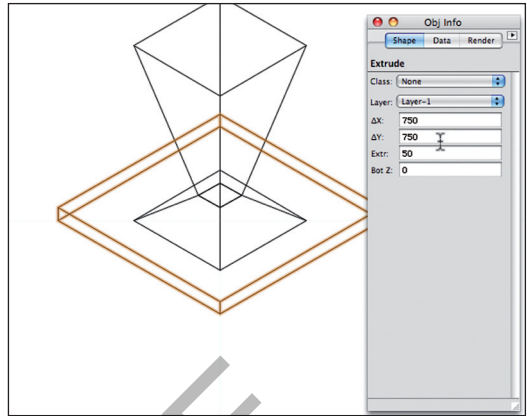 Obj Info
Shape Data Render
Extrude
Class: None
Layer: Layer-1
ΔX: 750
ΔY: 750
Extr: 50
Bot Z: 0